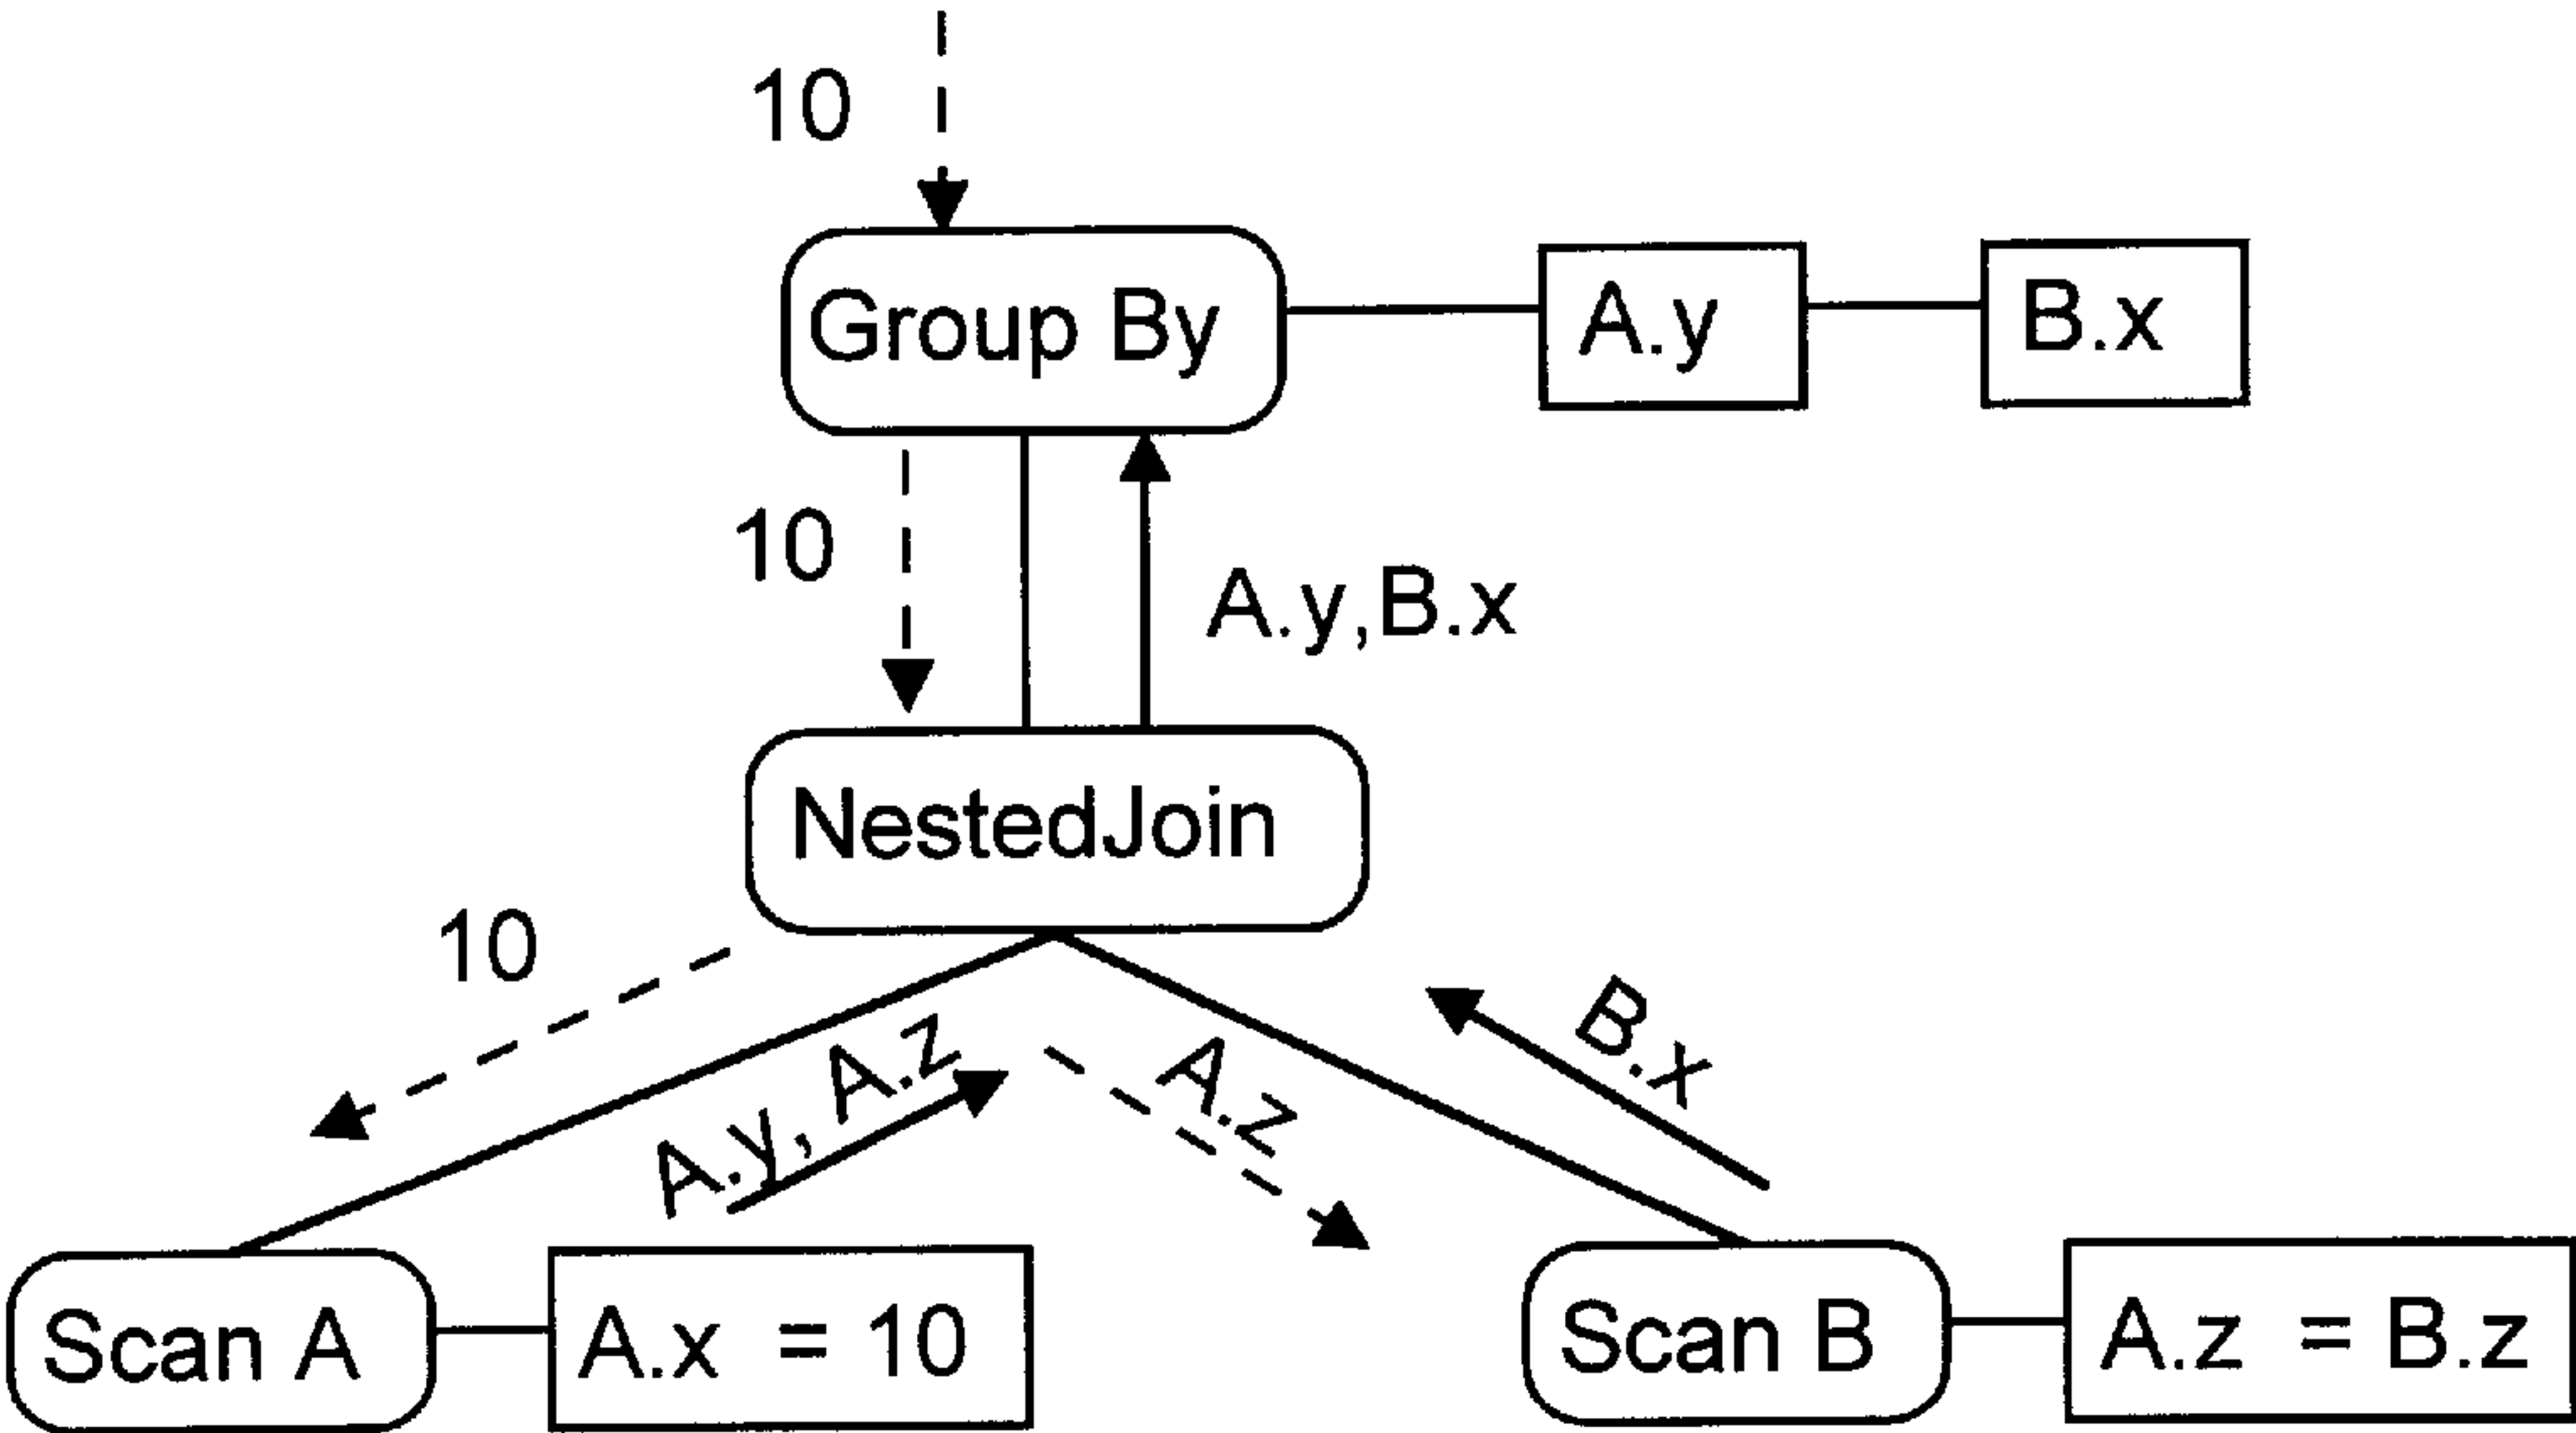 10
Group By
A.y
B.x
10
A.y,B.x
NestedJoin
10
A.y, A.z
A.z
B.x
Scan A
A.x = 10
Scan B
A.z = B.z